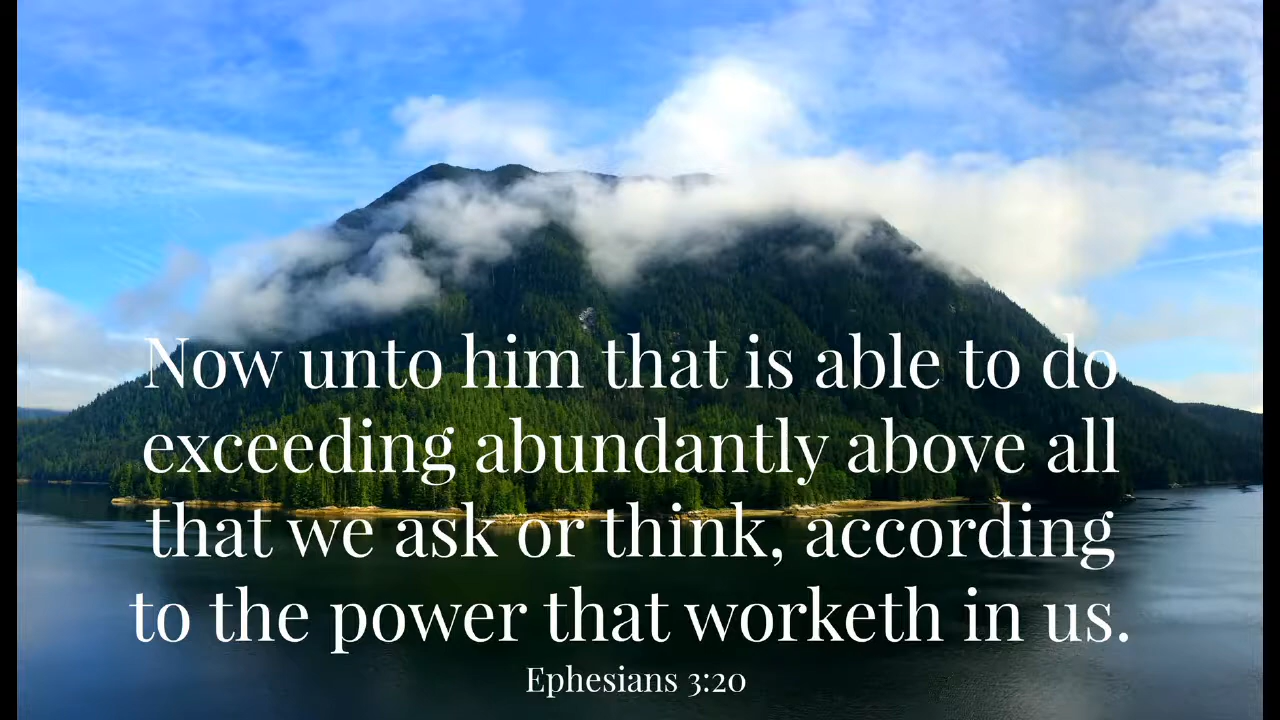 Now unto him that is able to do
exceeding abundantly above all
that we ask or think, according
to the power that worketh in us.
Ephesians 3:20